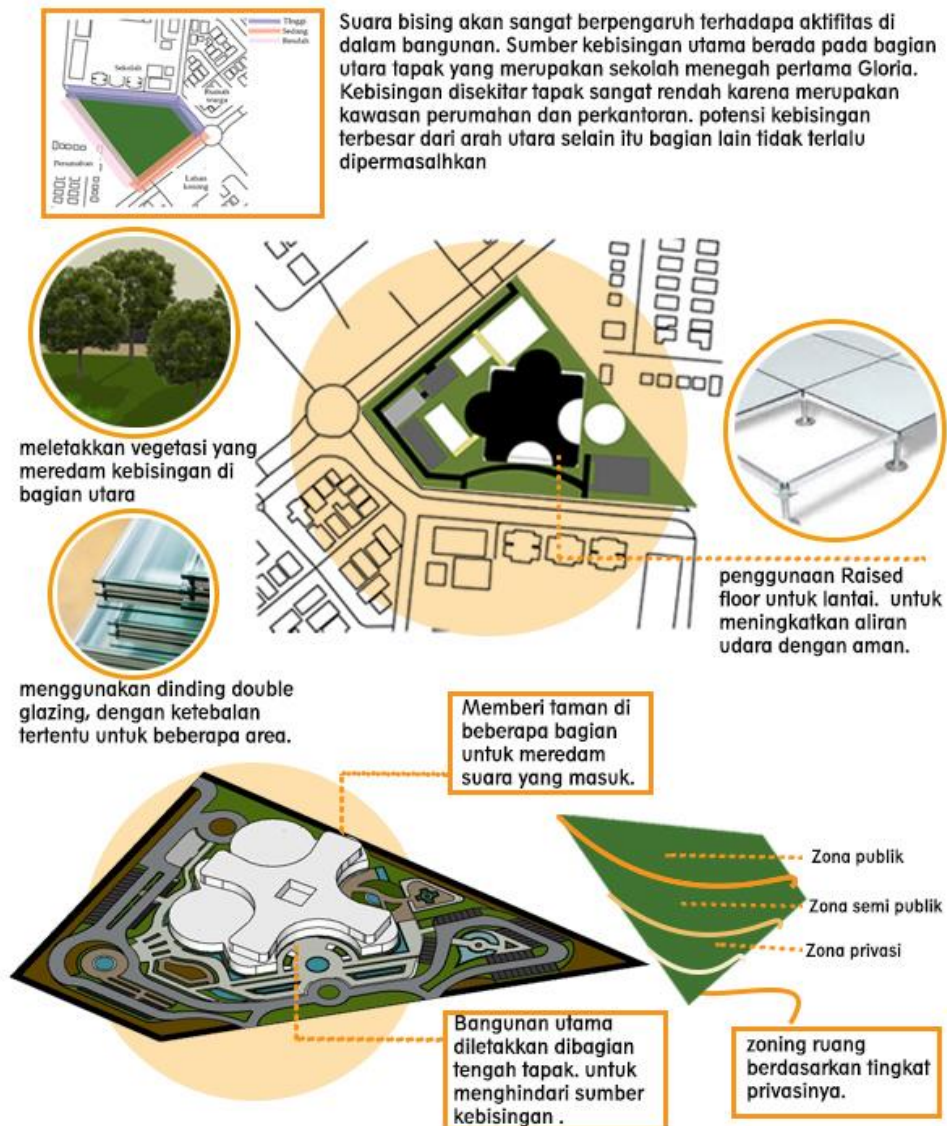 Tinggi
Sedang
Rendah
Sekolah
Rumah
warga
Perumahan
Lahan
kosong
Suara bising akan sangat berpengaruh terhadapa aktifitas di
dalam bangunan. Sumber kebisingan utama berada pada bagian
utara tapak yang merupakan sekolah menegah pertama Gloria.
Kebisingan disekitar tapak sangat rendah karena merupakan
kawasan perumahan dan perkantoran. potensi kebisingan
terbesar dari arah utara selain itu bagian lain tidak terlalu
dipermasalhkan
meletakkan vegetasi yang
meredam kebisingan di
bagian utara
penggunaan Raised
floor untuk lantai. untuk
meningkatkan aliran
udara dengan aman.
menggunakan dinding double
glazing, dengan ketebalan
tertentu untuk beberapa area.
Memberi taman di
beberapa bagian
untuk meredam
suara yang masuk.
Zona publik
Zona semi publik
Zona privasi
Bangunan utama
diletakkan dibagian
tengah tapak. untuk
menghindari sumber
kebisingan .
zoning ruang
berdasarkan tingkat
privasinya.